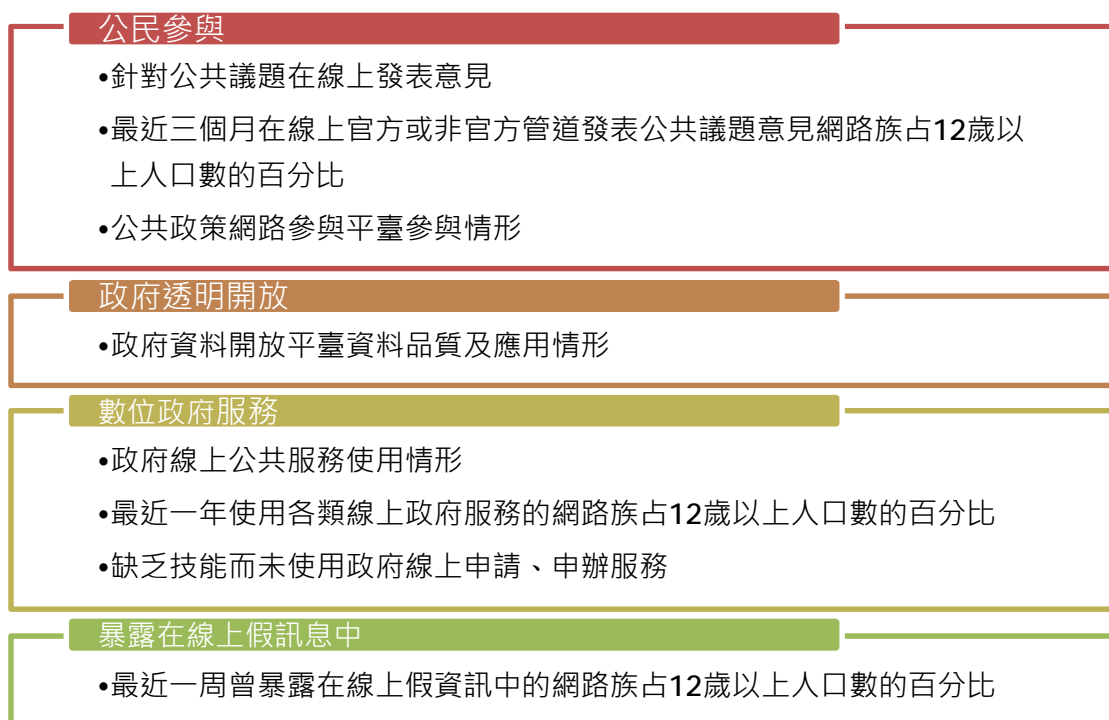 公民參與
•針對公共議題在線上發表意見
•最近三個月在線上官方或非官方管道發表公共議題意見網路族占12歲以
上人口數的百分比
•公共政策網路參與平臺參與情形
政府透明開放
•政府資料開放平臺資料品質及應用情形
數位政府服務
•政府線上公共服務使用情形
•最近一年使用各類線上政府服務的網路族占12歲以上人口數的百分比
•缺乏技能而未使用政府線上申請、申辦服務
暴露在線上假訊息中
•最近一周曾暴露在線上假資訊中的網路族占12歲以上人口數的百分比